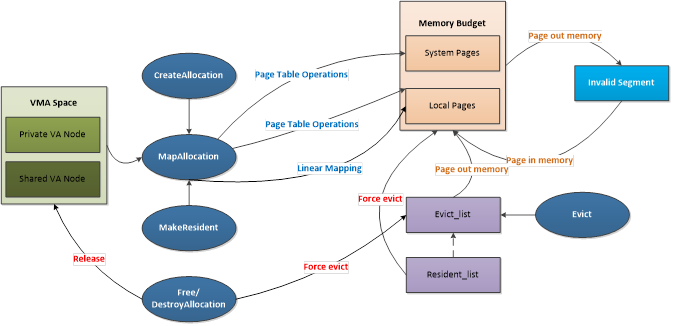 Memory Budget
System Pages
Local Pages
Page out memory
Invalid Segment
Page in memory
CreateAllocation
Page Table Operations
VMA Space
Private VA Node
Shared VA Node
MapAllocation
Page Table Operations
Linear Mapping
Page out memory
MakeResident
Force evict
Evict_list
Evict
Release
Force evict
Resident_list
Free/
DestroyAllocation